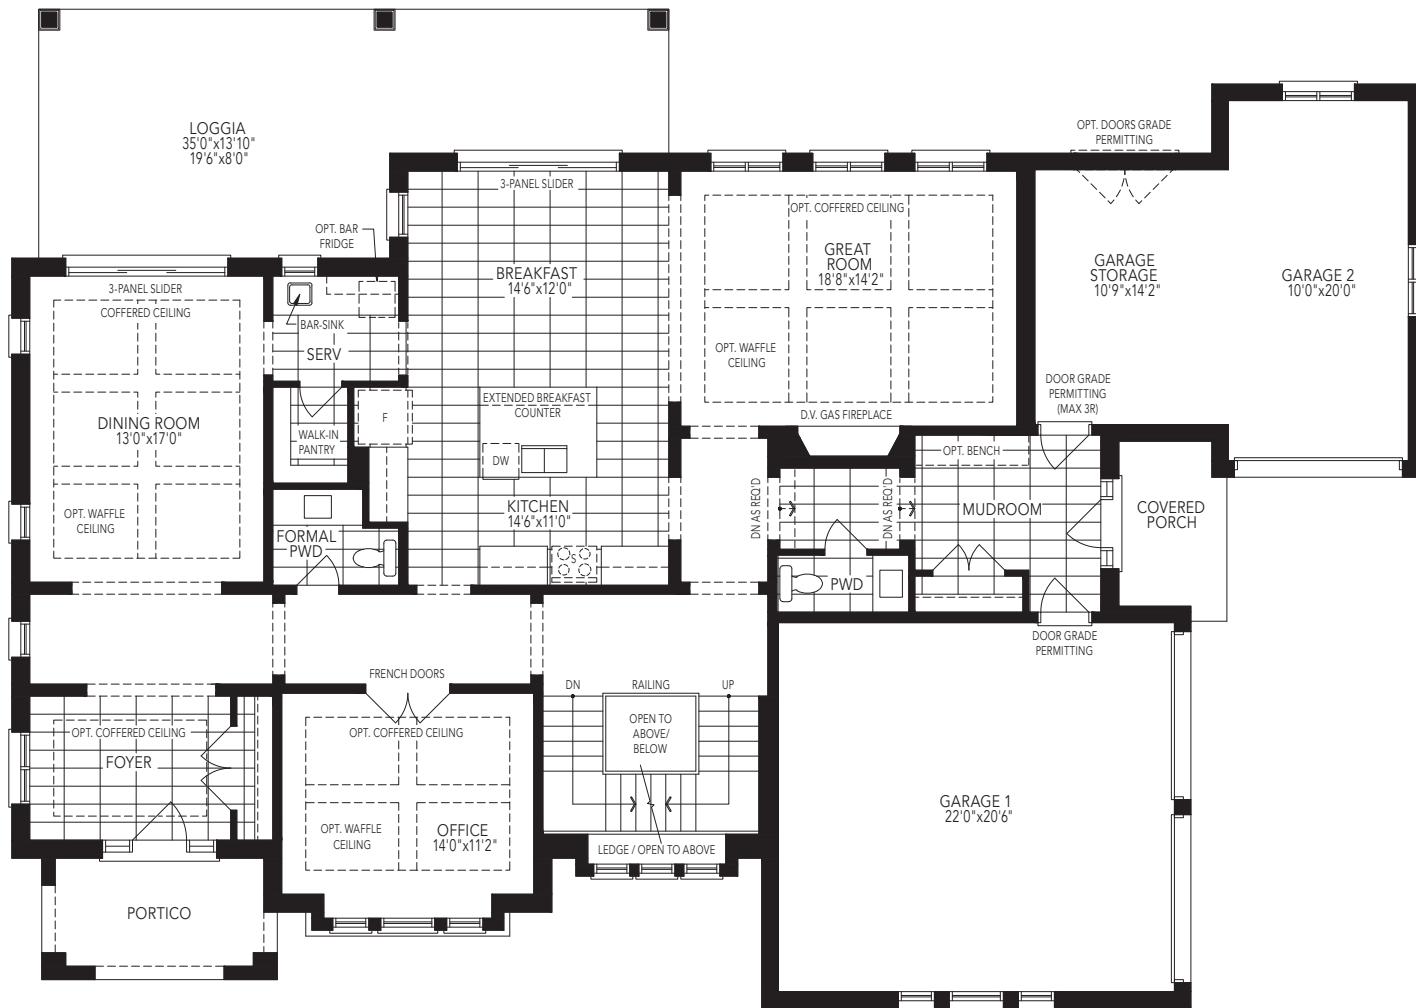 LOGGIA
35'0"x13'10"
19'6"x8'0"
OPT. DOORS GRADE
PERMITTING
3-PANEL SLIDER
OPT. COFFERED CEILING
OPT. BAR
FRIDGE
BREAKFAST
14'6"x12'0"
GREAT
ROOM
18'8"x14'2"
GARAGE
STORAGE
10'9"x14'2"
GARAGE 2
10'0"x20'0"
3-PANEL SLIDER
COFFERED CEILING
BAR-SINK
SERV
OPT. WAFFLE
CEILING
DOOR GRADE
PERMITTING
(MAX 3R)
DINING ROOM
13'0"x17'0"
F
EXTENDED BREAKFAST
COUNTER
D.V. GAS FIREPLACE
WALK-IN
PANTRY
DW
OPT. BENCH
OPT. WAFFLE
CEILING
KITCHEN
14'6"x11'0"
DN AS REQ'D
DN AS REQ'D
MUDROOM
COVERED
PORCH
FORMAL
PWD
S
PWD
DOOR GRADE
PERMITTING
FRENCH DOORS
DN
RAILING
UP
OPT. COFFERED CEILING
FOYER
OPT. COFFERED CEILING
OPEN TO
ABOVE/
BELOW
OPT. WAFFLE
CEILING
OFFICE
14'0"x11'2"
GARAGE 1
22'0"x20'6"
LEDGE / OPEN TO ABOVE
PORTICO